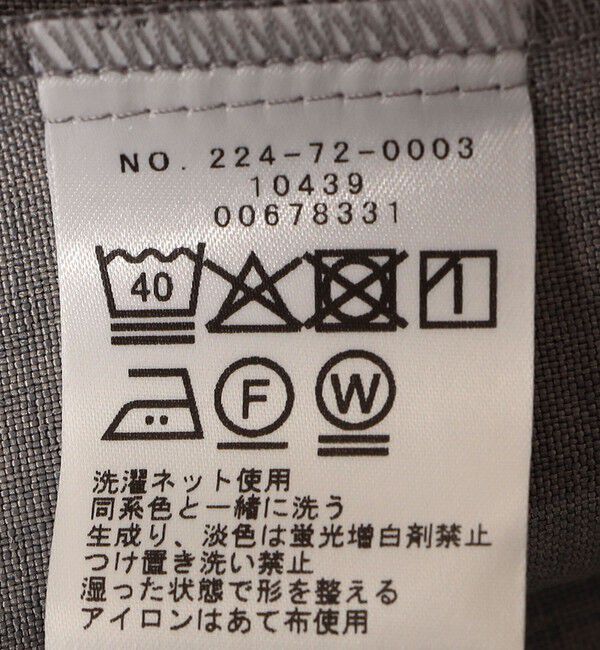 NO. 224-72-0003
10439
00678331
40
F W
洗濯ネット使用
同系色と一緒に洗う
生成り、淡色は蛍光増白剤禁止
つけ置き洗い禁止
湿った状態で形を整える
アイロンはあて布使用